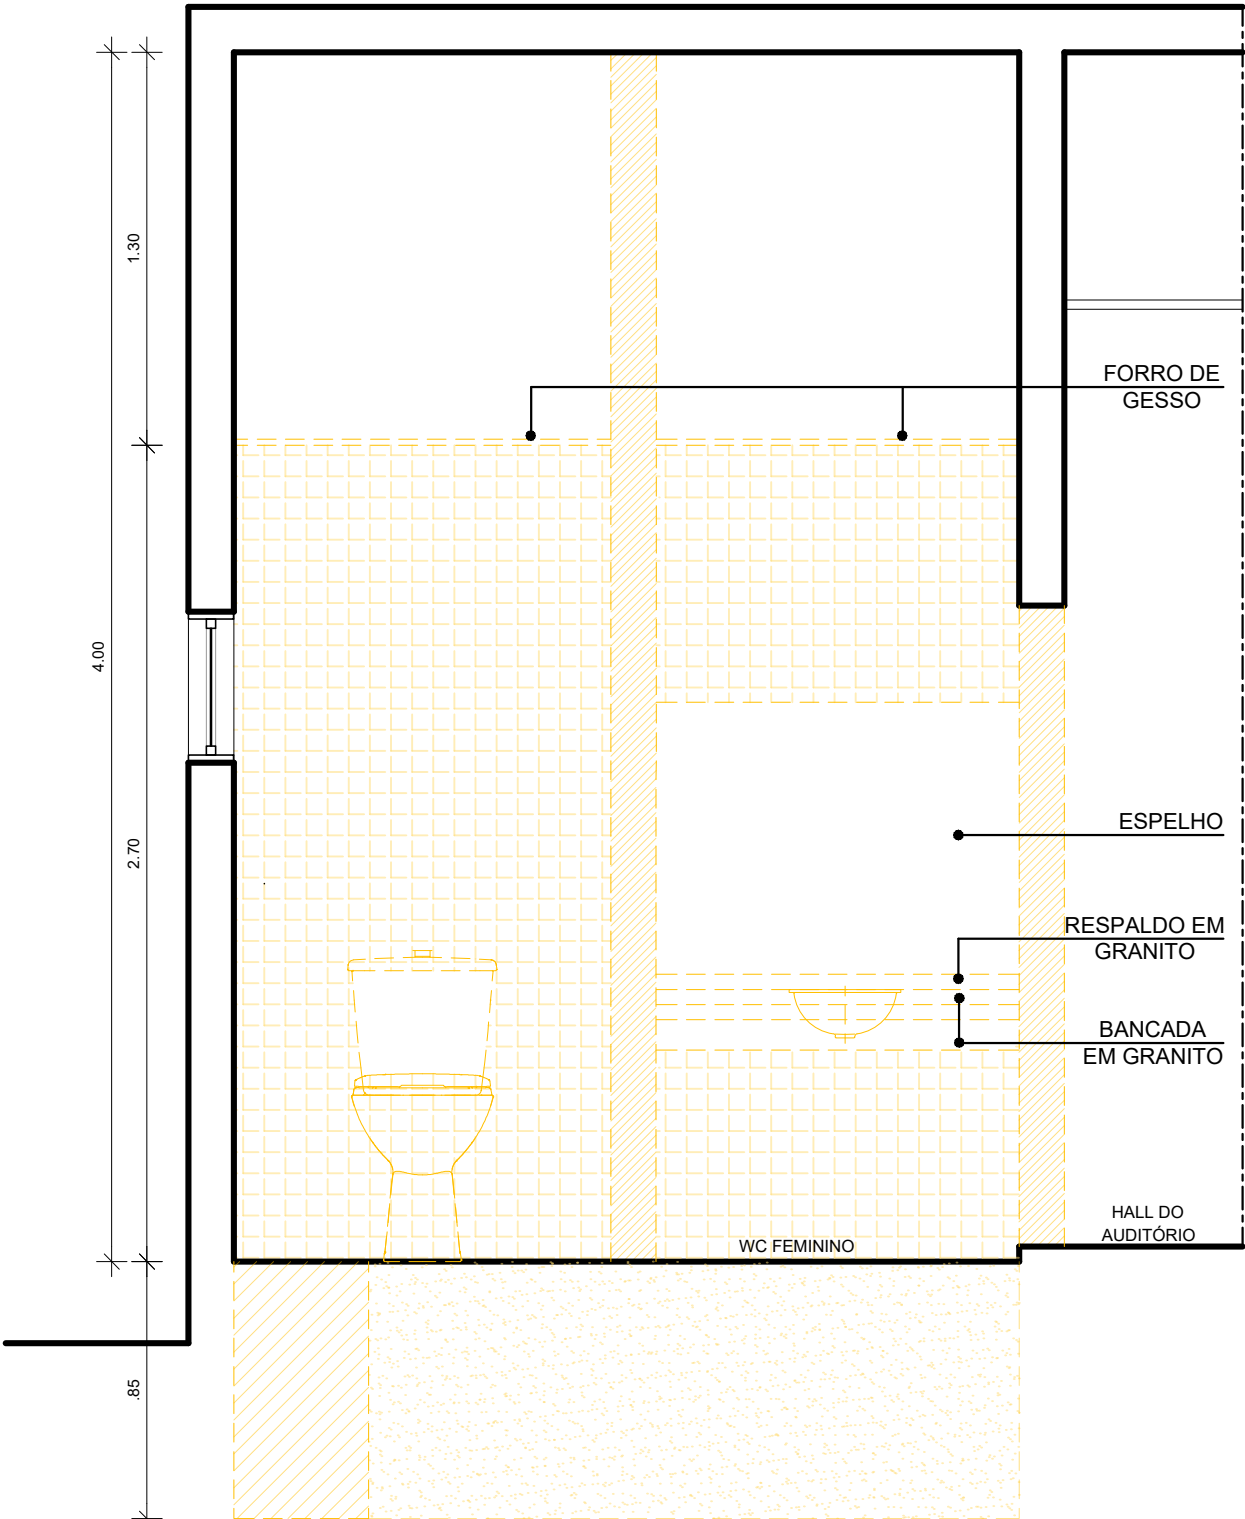 1.30
FORRO DE
GESSO
4.00
ESPELHO
2.70
RESPALDO EM
GRANITO
BANCADA
EM GRANITO
HALL DO
AUDITÓRIO
WC FEMININO
.85